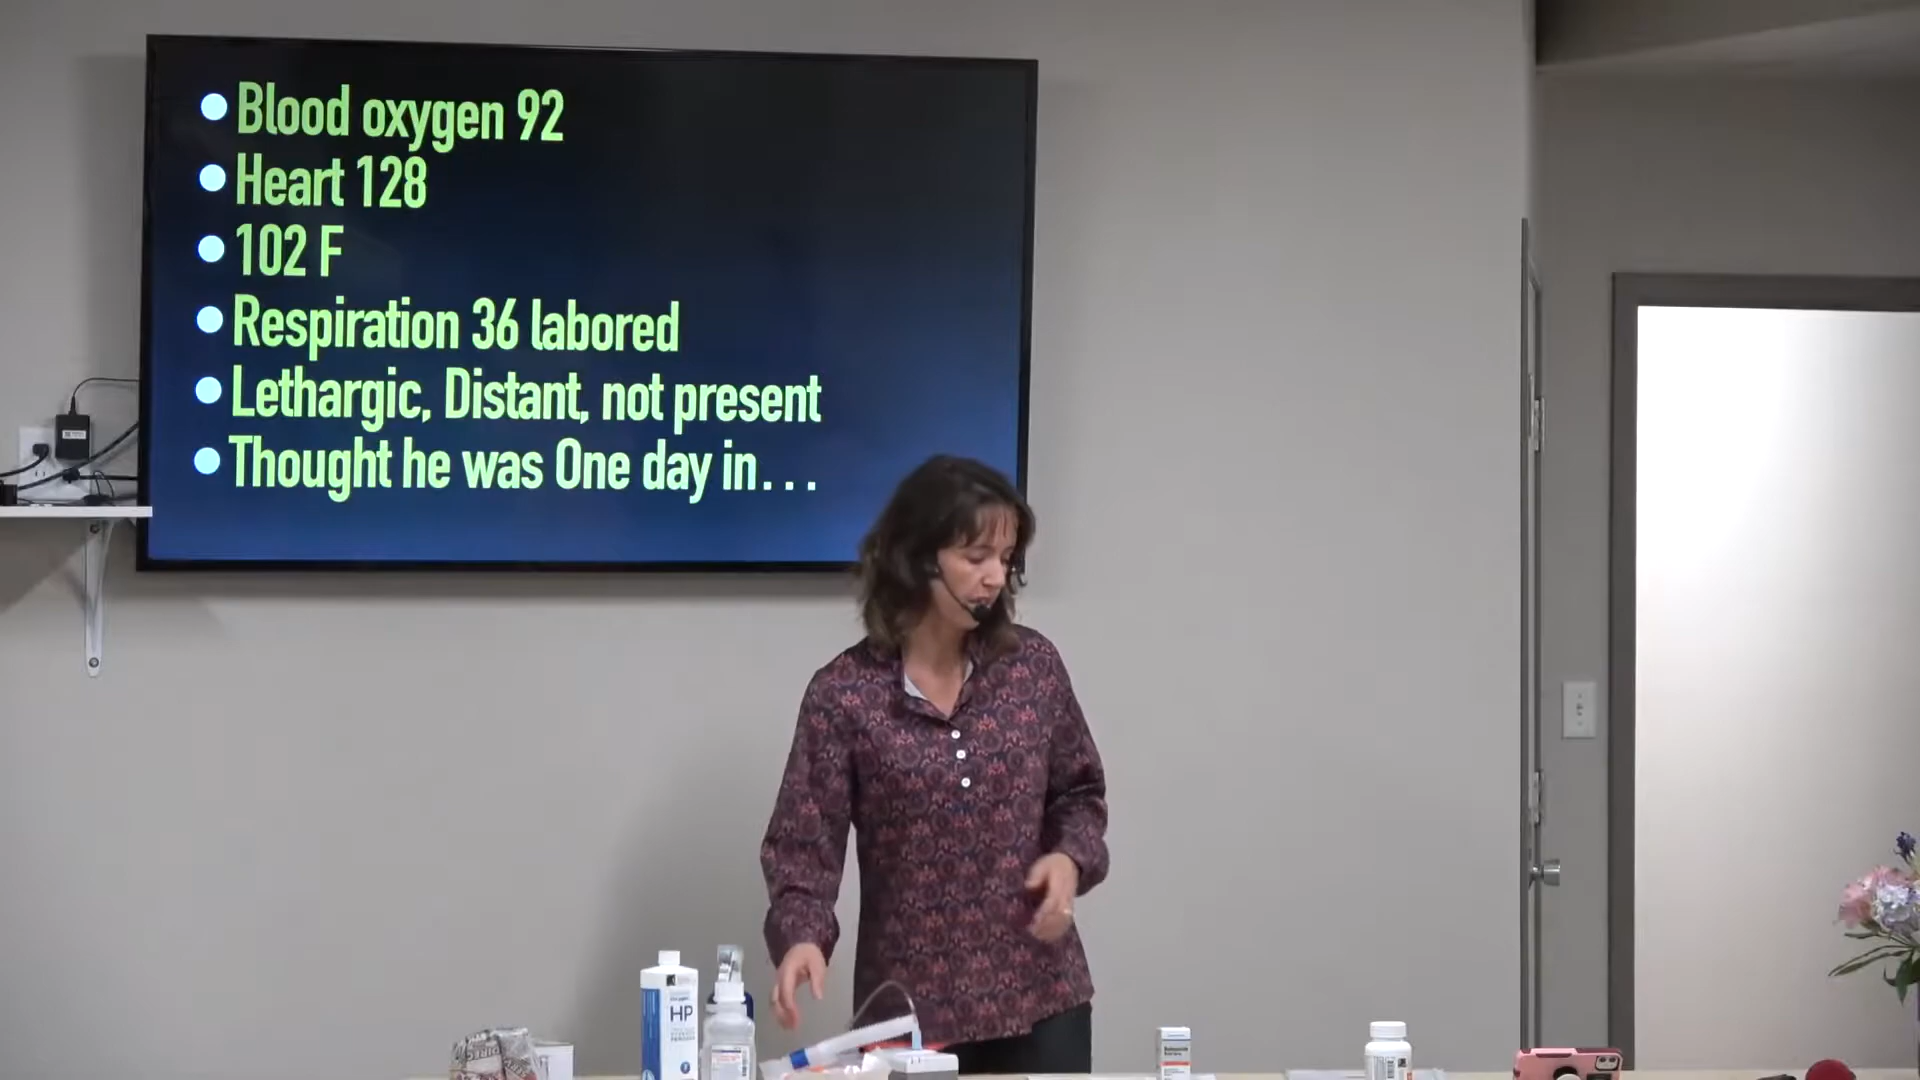 Blood oxygen 92
Heart 128
102 F
Respiration 36 labored
Lethargic, Distant, not present
Thought he was One day in...
HP